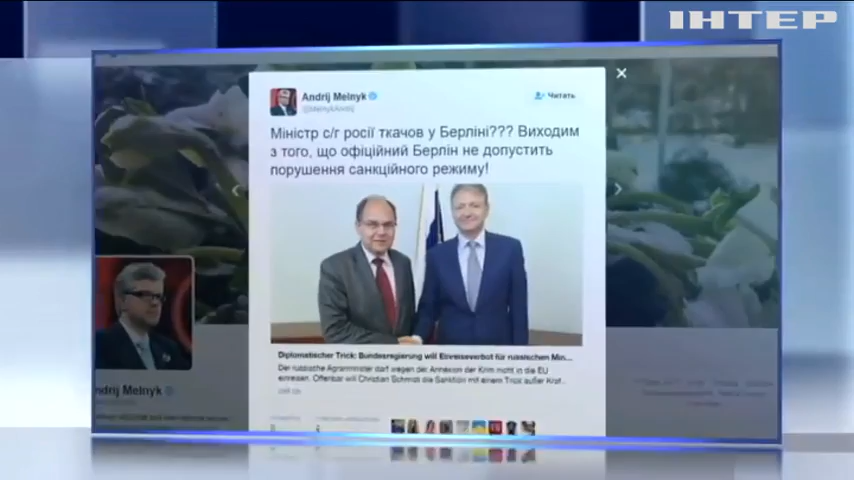 ІНТЕР
Andrij Melnyk
Читать
Міністр с/г росії ткачов у Берліні??? Виходим
з того, що офіційний Берлін не допустить
порушення санкційного режиму!
Diplomatischer Trick: Bundesregierung will Einreiseverbot für russischen Min...
Der russische Agrarminister darf wegen der Annexion der Krim nicht in die EU
einreisen. Offenbar will Christian Schmidt die Sanktion mit einem Trick außer Kraf...
ndrij Melnyk